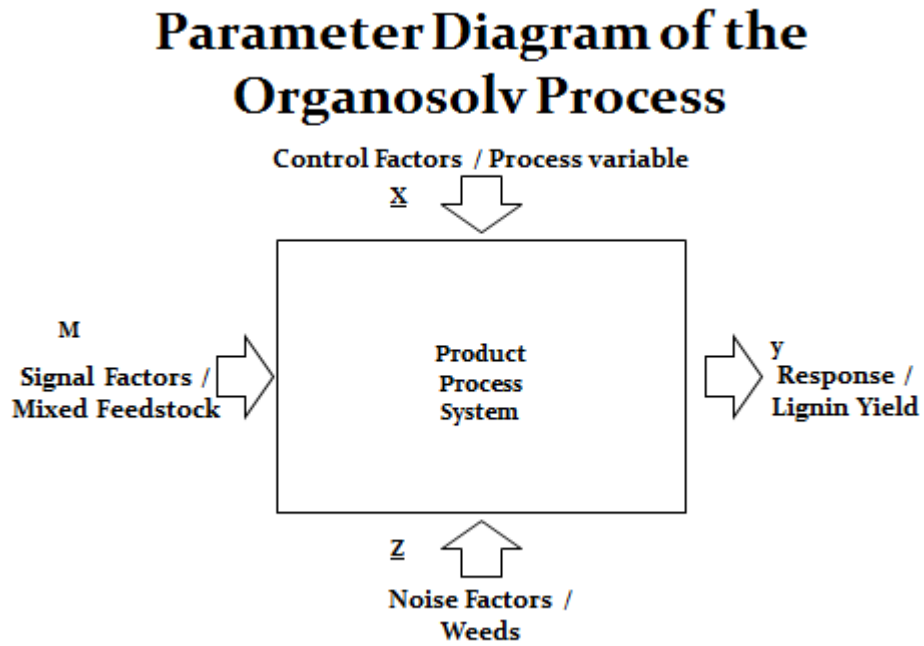 Parameter Diagram of the
Organosolv Process
Control Factors / Process variable
X
M
Signal Factors /
Mixed Feedstock
Product
Process
System
y
Response /
Lignin Yield
Z
Noise Factors /
Weeds